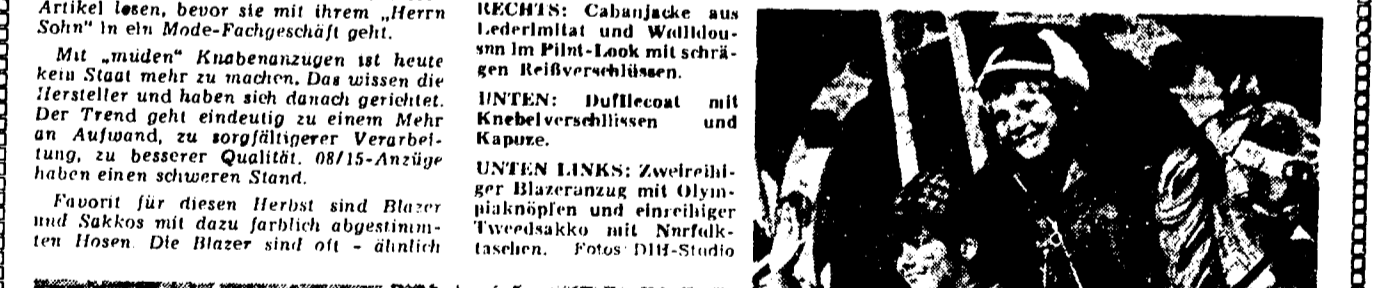 Artikel lesen, bevor sie mit ihrem „Herrn
Sohn" in ein Mode-Fachgeschäft geht.
Mit „müden" Knabenanzügen ist heute
kein Staat mehr zu machen. Das wissen die
Hersteller und haben sich danach gerichtet.
Der Trend geht eindeutig zu einem Mehr
an Aufwand, zu sorgfältigerer Verarbei-
tung, zu besserer Qualität. 08/15-Anzüge
haben einen schweren Stand.
Favorit für diesen Herbst sind Blazer
und Sakkos mit dazu farblich abgestimm-
ten Hosen. Die Blazer sind oft - ähnlich
RECHTS: Cabanjacke aus
Lederimitat und Wollblou-
son im Pilot-Look mit schrä-
gen Reißverschlüssen.
UNTEN: Dufflecoat mit
Knebelverschlüssen und
Kapuze.
UNTEN LINKS: Zweireihi-
ger Blazeranzug mit Olym-
piaknöpfen und einreihiger
Tweedsakko mit Norfolk-
taschen. Fotos: DIH-Studio